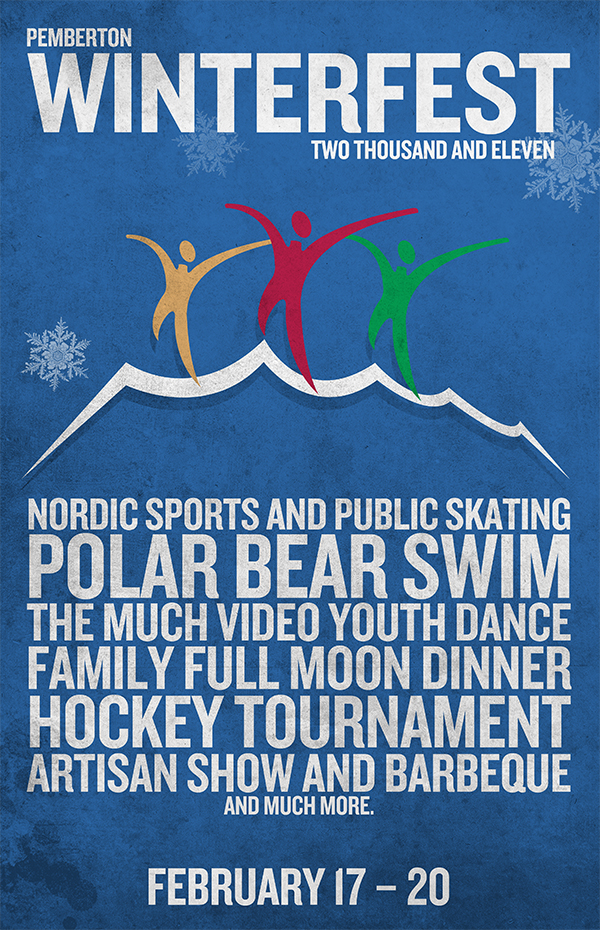 PEMBERTON
WINTERFEST
TWO THOUSAND AND ELEVEN
NORDIC SPORTS AND PUBLIC SKATING
POLAR BEAR SWIM
THE MUCH VIDEO YOUTH DANCE
FAMILY FULL MOON DINNER
HOCKEY TOURNAMENT
ARTISAN SHOW AND BARBEQUE
AND MUCH MORE.
FEBRUARY 17 – 20